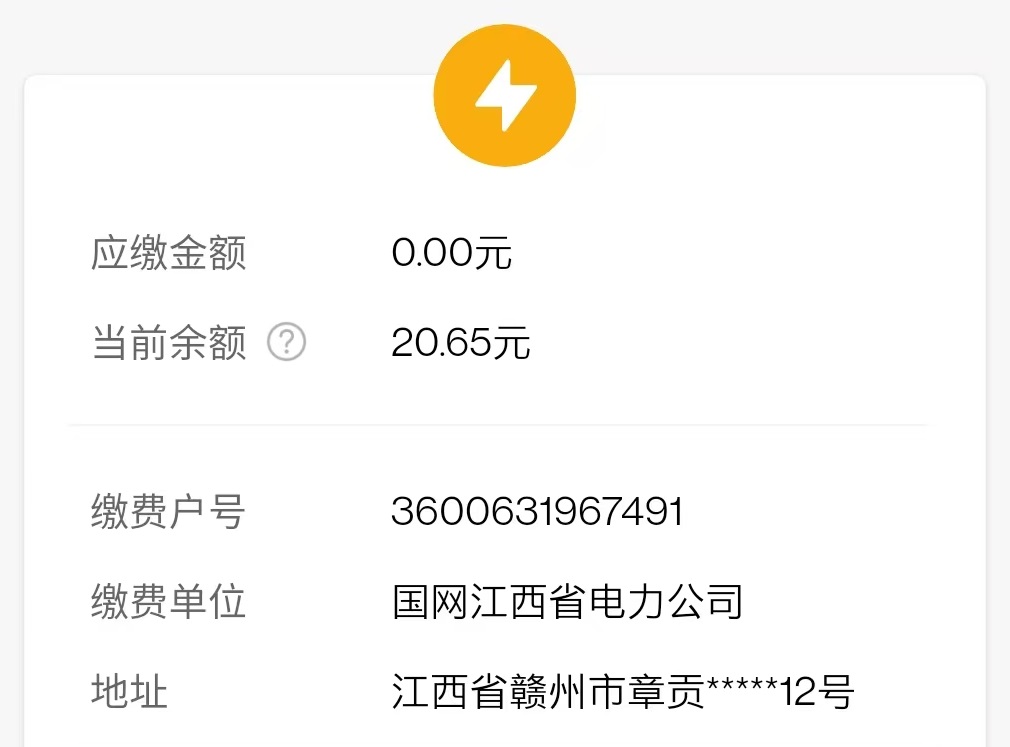 应缴金额 0.00元
当前余额 ? 20.65元
缴费户号 3600631967491
缴费单位 国网江西省电力公司
地址 江西省赣州市章贡*****12号